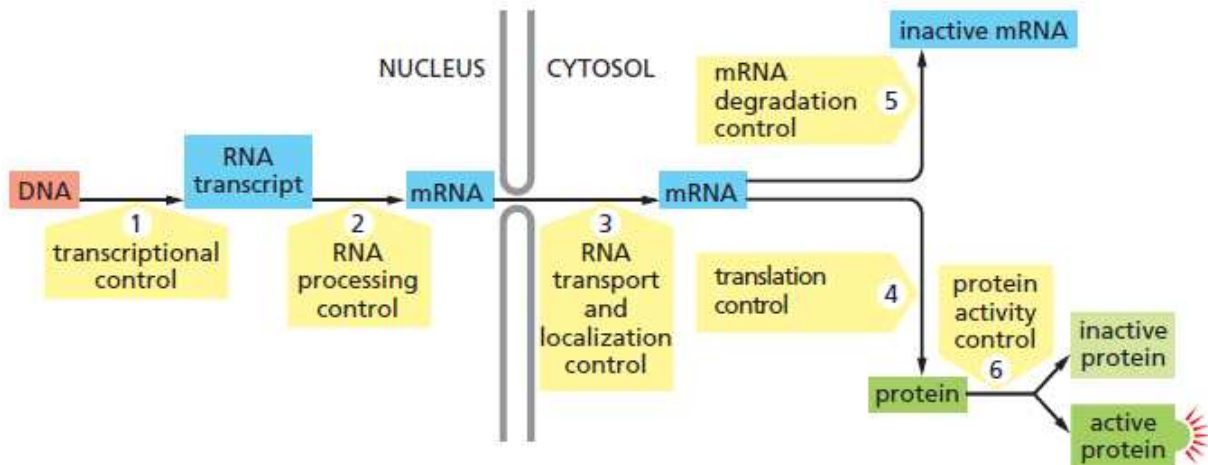 NUCLEUS
CYTOSOL
inactive mRNA
mRNA
degradation
control
5
DNA
RNA
transcript
mRNA
mRNA
1
transcriptional
control
2
RNA
processing
control
3
RNA
transport
and
localization
control
translation
control
4
protein
activity
control
6
protein
inactive
protein
active
protein